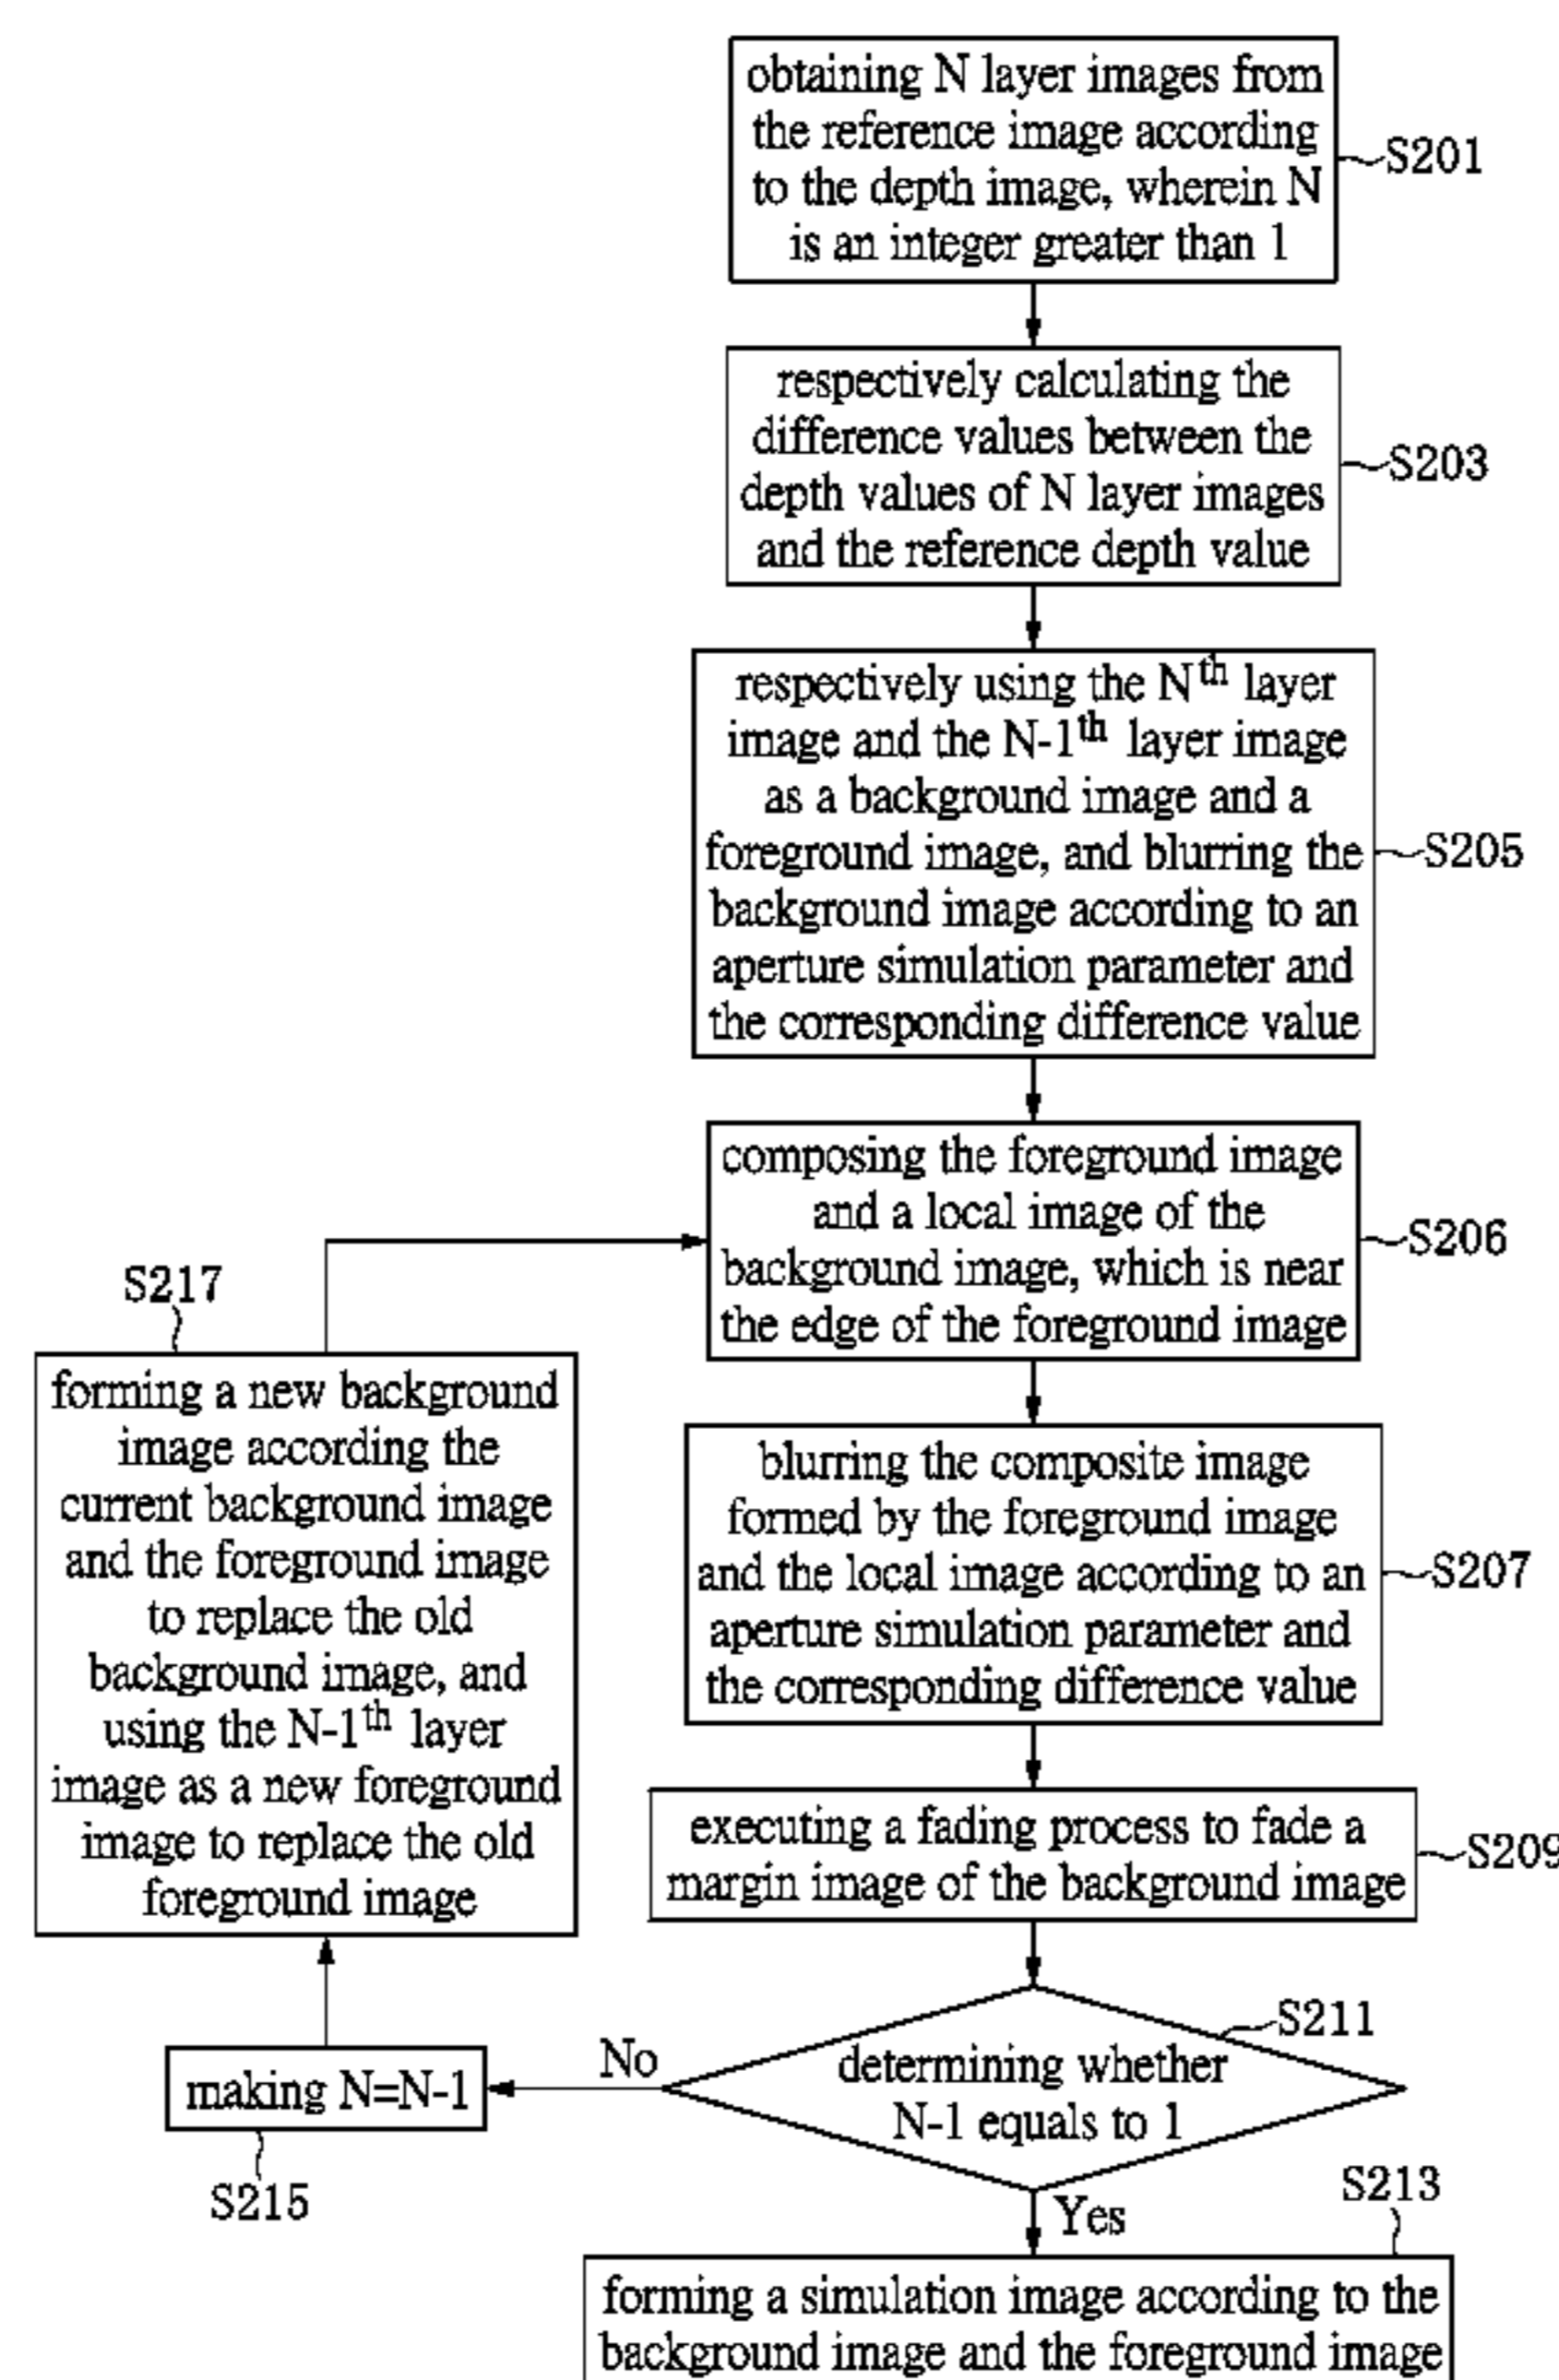 obtaining N layer images from
the reference image according
to the depth image, wherein N
is an integer greater than 1
S201
respectively calculating the
difference values between the
depth values of N layer images
and the reference depth value
S203
respectively using the Nth layer
image and the N-1th layer image
as a background image and a
foreground image, and blurring the
background image according to an
aperture simulation parameter and
the corresponding difference value
S205
composing the foreground image
and a local image of the
background image, which is near
the edge of the foreground image
S206
S217
forming a new background
image according the
current background image
and the foreground image
to replace the old
background image, and
using the N-1th layer
image as a new foreground
image to replace the old
foreground image
blurring the composite image
formed by the foreground image
and the local image according to an
aperture simulation parameter and
the corresponding difference value
S207
executing a fading process to fade a
margin image of the background image
S209
S211
determining whether
N-1 equals to 1
No
making N=N-1
S215
Yes
S213
forming a simulation image according to the
background image and the foreground image